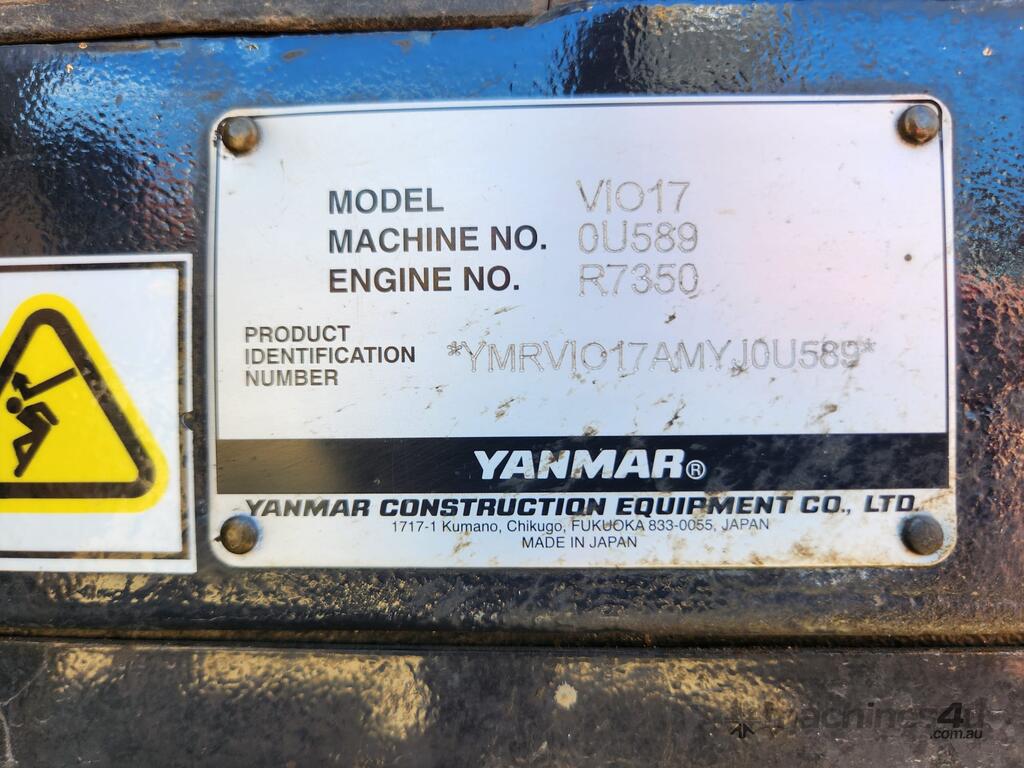 MODEL VIO17
MACHINE NO. 0U589
ENGINE NO. R7350
PRODUCT
IDENTIFICATION *YMRVIO17AMYJ0U589*
NUMBER
YANMAR®
YANMAR CONSTRUCTION EQUIPMENT CO., LTD.
1717-1 Kumano, Chikugo, FUKUOKA 833-0055, JAPAN
MADE IN JAPAN
machines4u
.com.au